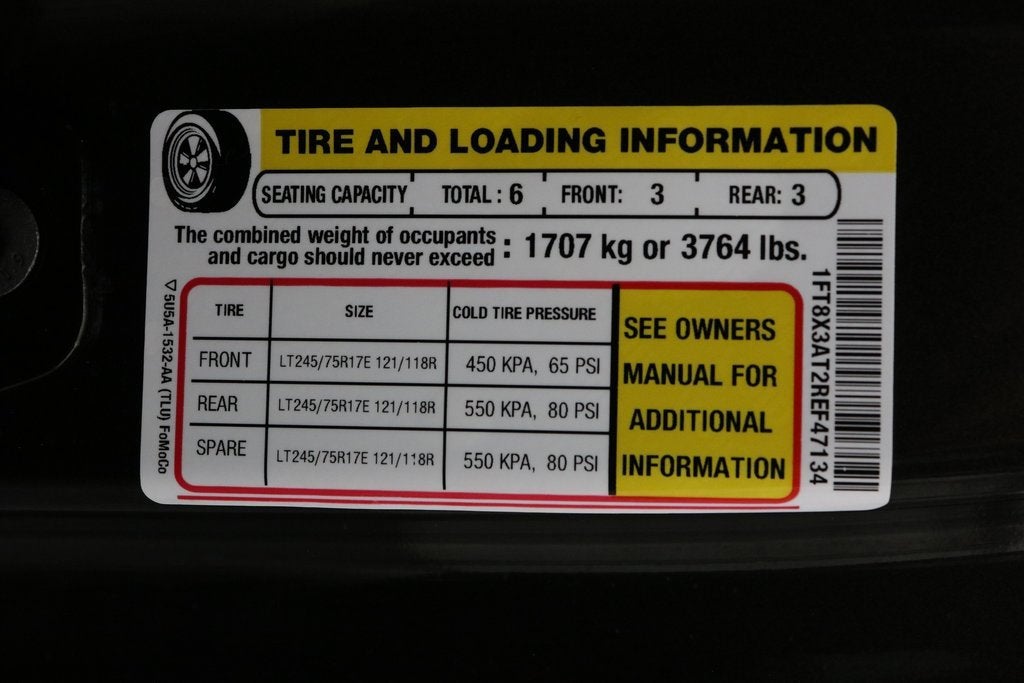 TIRE AND LOADING INFORMATION
SEATING CAPACITY TOTAL : 6 FRONT: 3 REAR: 3
The combined weight of occupants
and cargo should never exceed : 1707 kg or 3764 lbs.
TIRE SIZE COLD TIRE PRESSURE
FRONT LT245/75R17E 121/118R 450 KPA, 65 PSI
REAR LT245/75R17E 121/118R 550 KPA, 80 PSI
SPARE LT245/75R17E 121/118R 550 KPA, 80 PSI
SEE OWNERS
MANUAL FOR
ADDITIONAL
INFORMATION
1FT8X3AT2REF47134
▽5U5A-1532-AA (TLU) FoMoCo